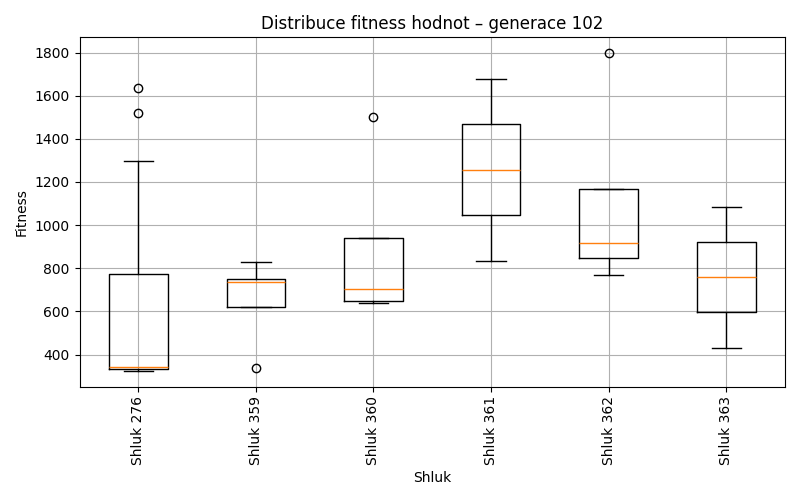 Distribuce fitness hodnot – generace 102
1800
1600
1400
1200
1000
800
600
400
Fitness
Shluk 276
Shluk 359
Shluk 360
Shluk 361
Shluk 362
Shluk 363
Shluk